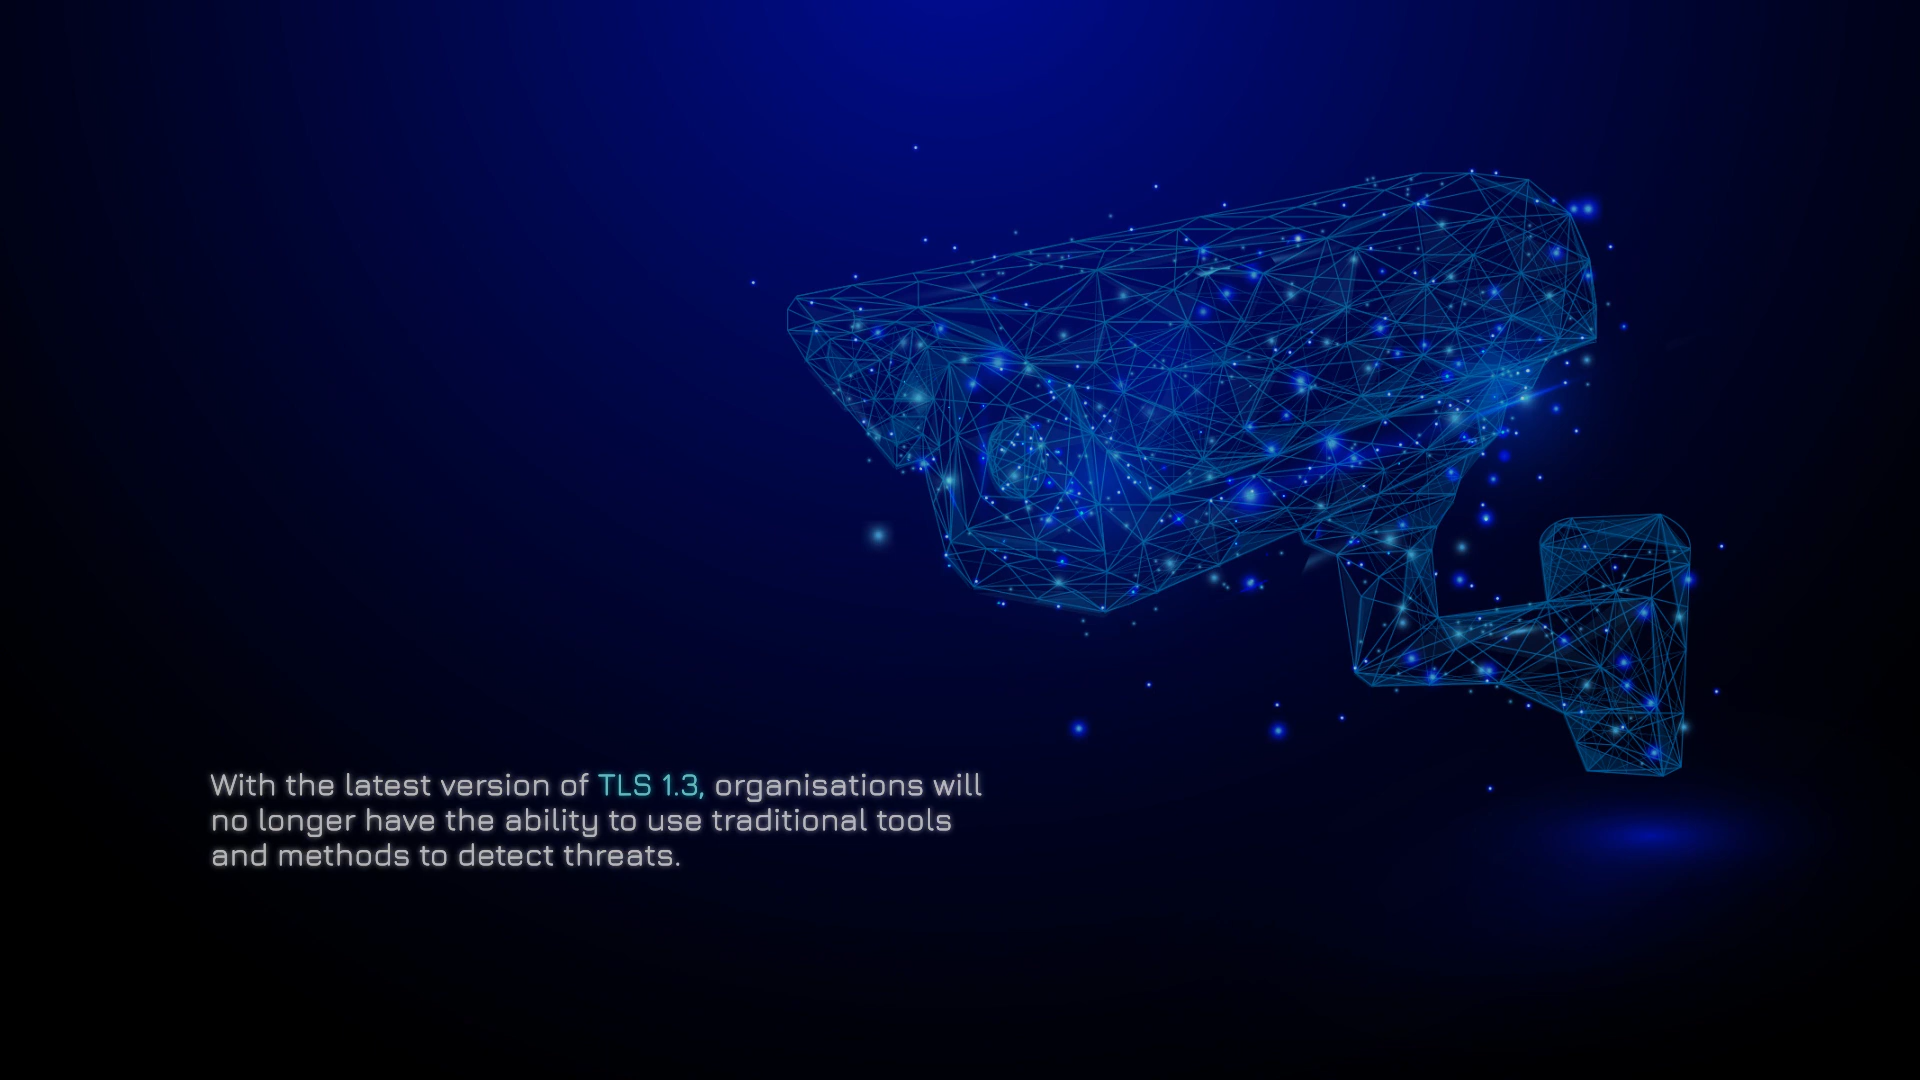 With the latest version of TLS 1.3, organisations will
no longer have the ability to use traditional tools
and methods to detect threats.